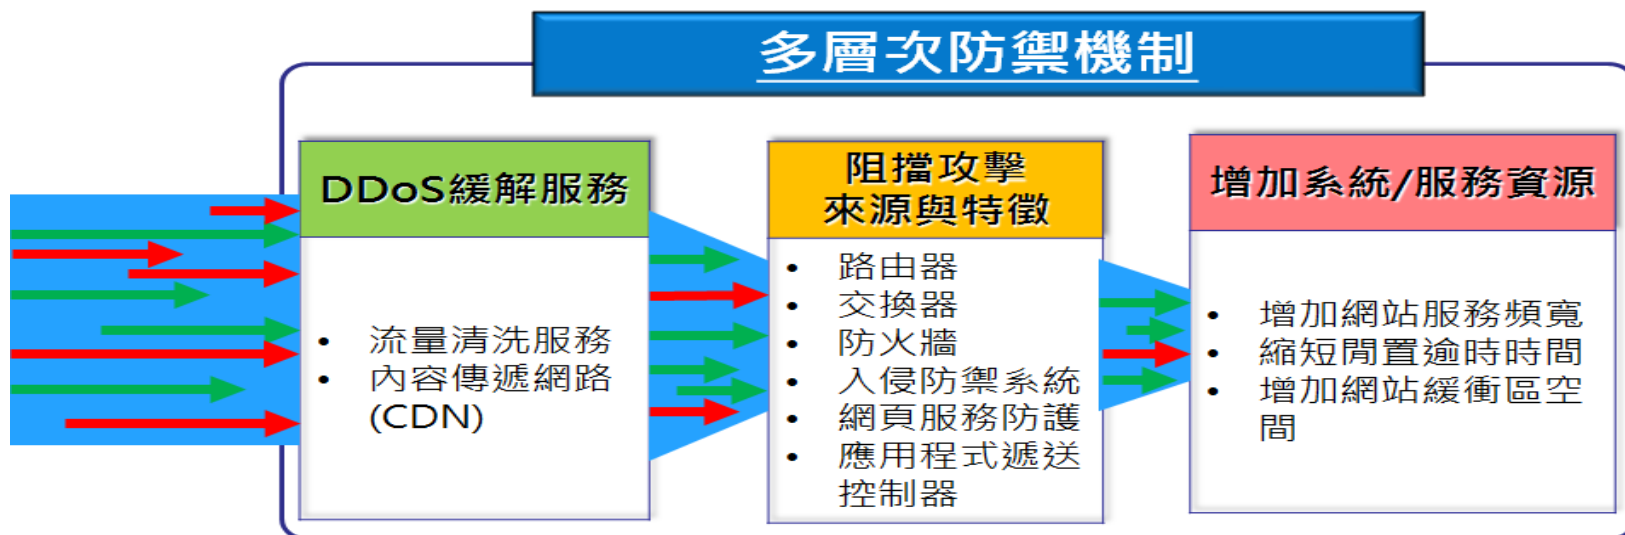 多層次防禦機制
DDoS緩解服務
• 流量清洗服務
• 內容傳遞網路
(CDN)
阻擋攻擊
來源與特徵
• 路由器
• 交換器
• 防火牆
• 入侵防禦系統
• 網頁服務防護
• 應用程式遞送
控制器
增加系統/服務資源
• 增加網站服務頻寬
• 縮短閒置逾時時間
• 增加網站緩衝區空
間